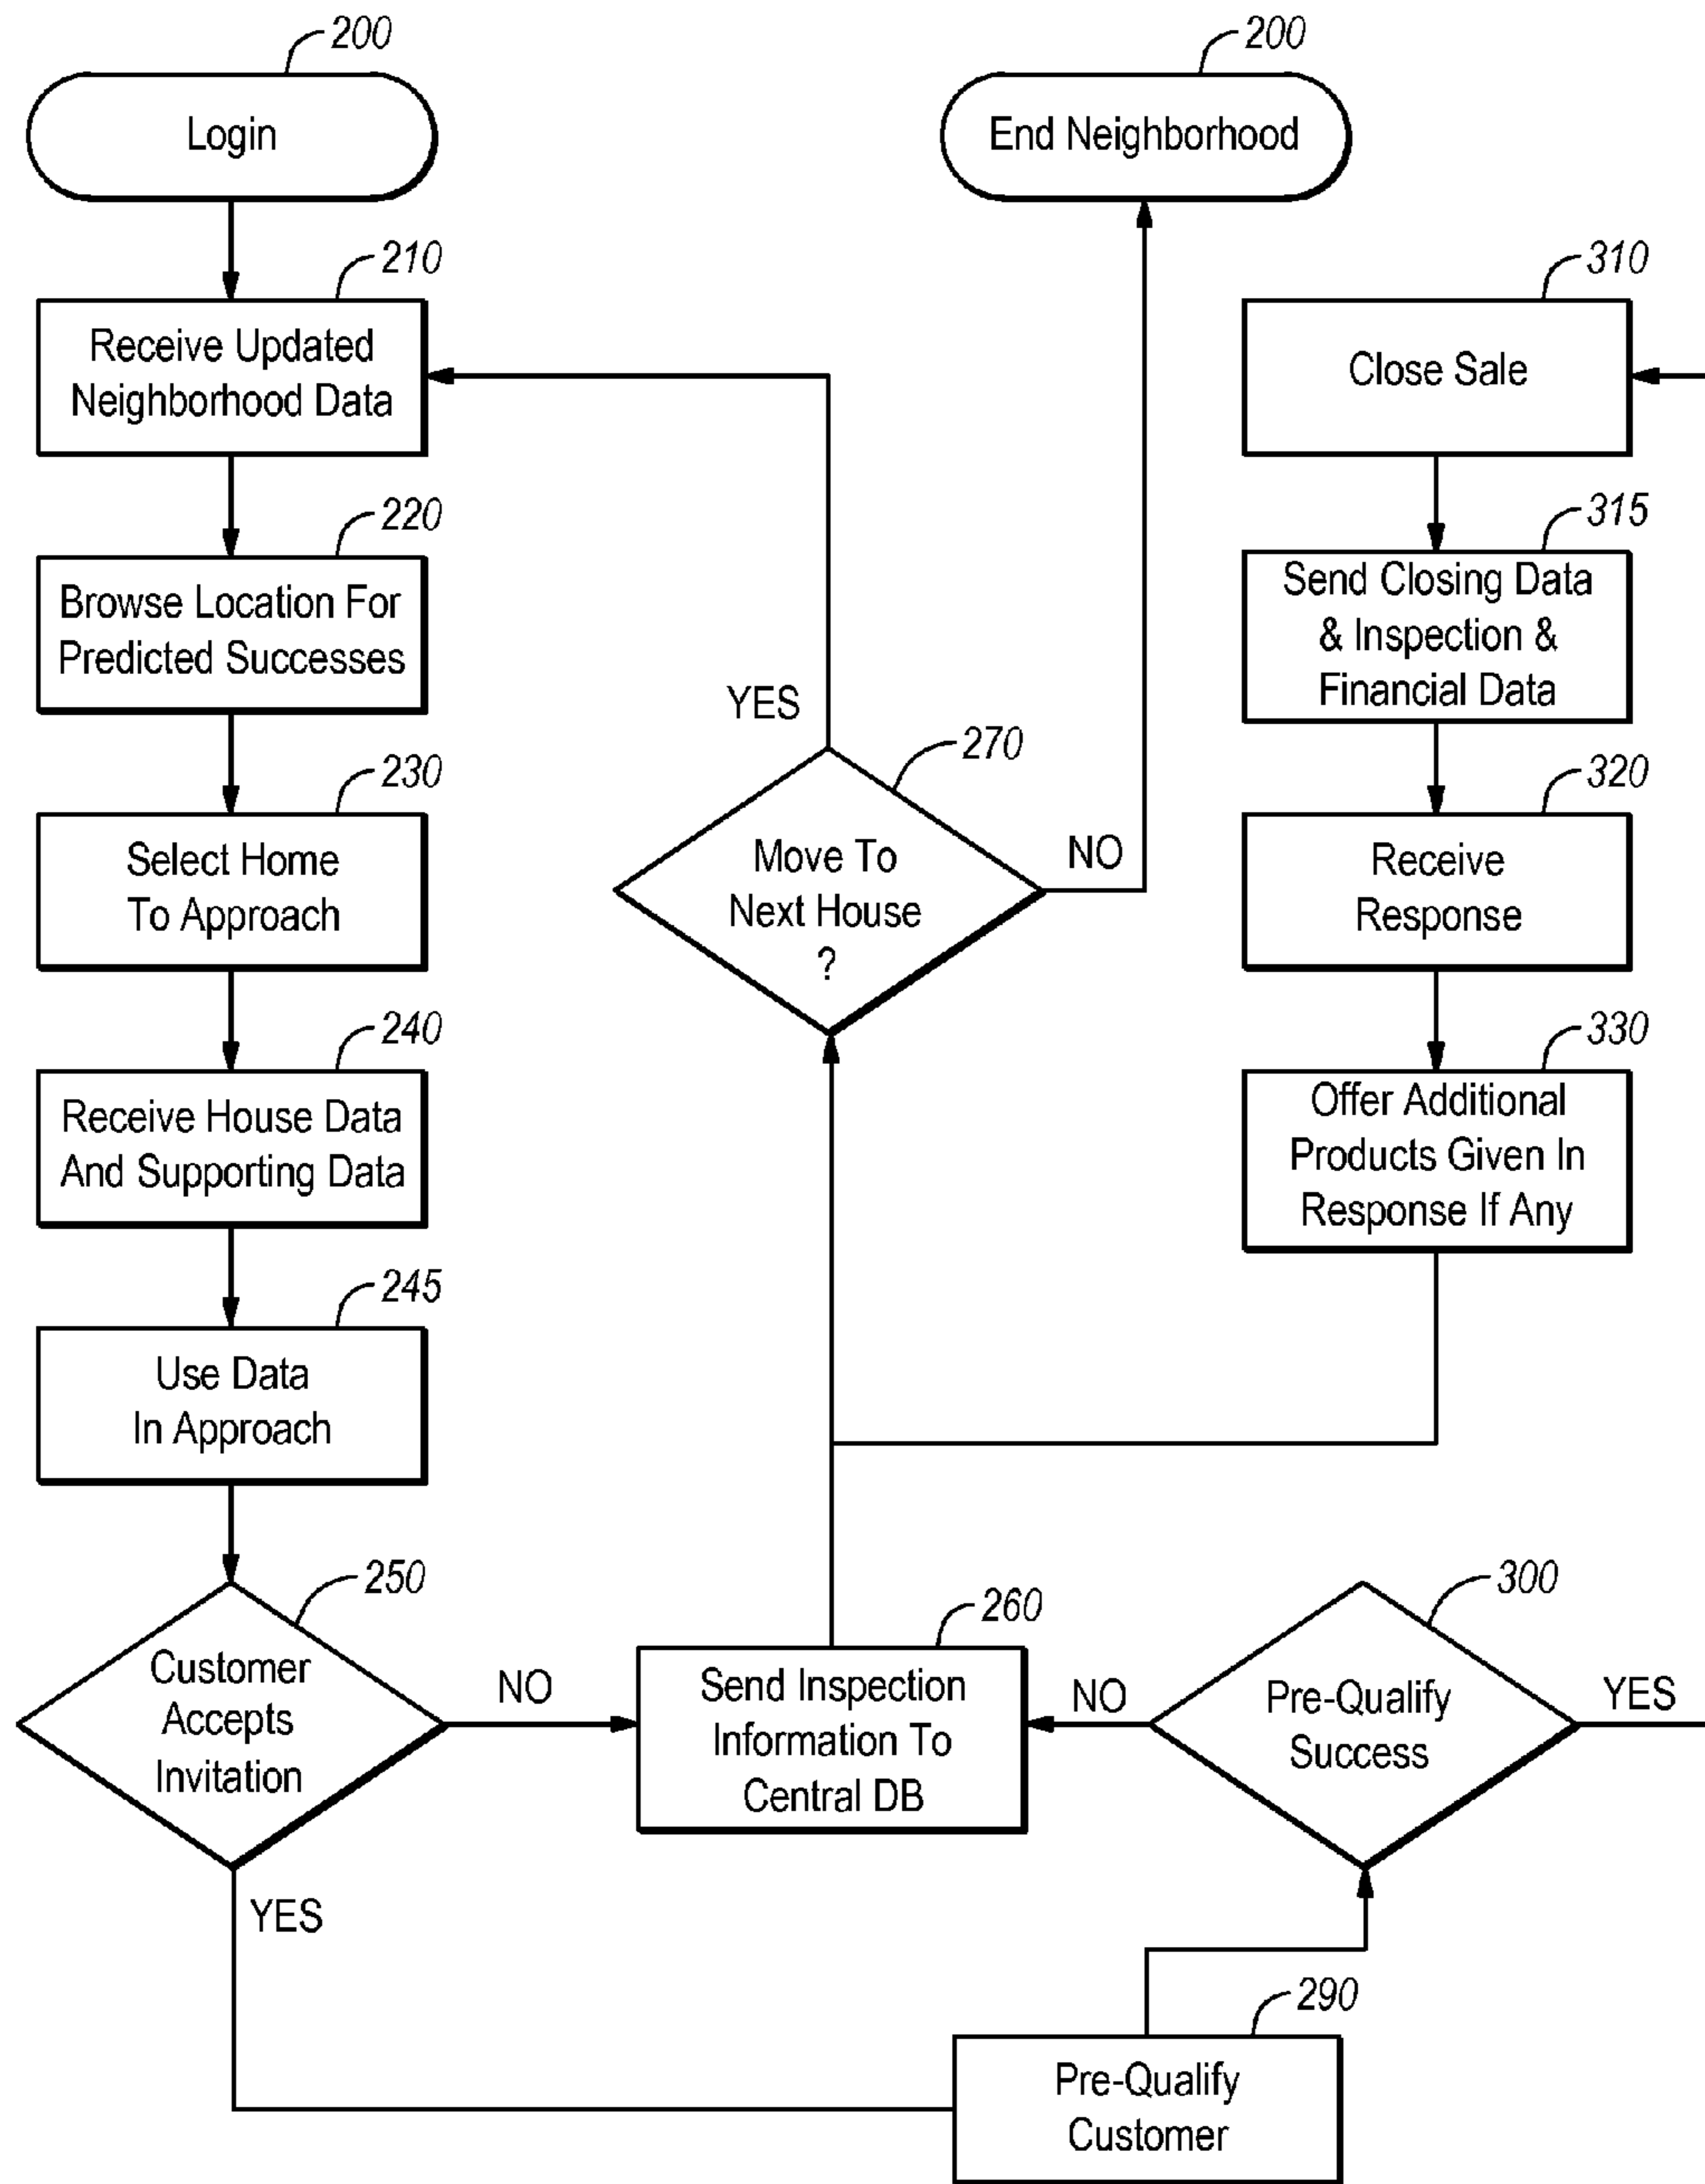 200
Login
200
End Neighborhood
210
Receive Updated
Neighborhood Data
220
Browse Location For
Predicted Successes
230
Select Home
To Approach
240
Receive House Data
And Supporting Data
245
Use Data
In Approach
250
Customer
Accepts
Invitation
NO
YES
260
Send Inspection
Information To
Central DB
270
Move To
Next House
?
YES
NO
290
Pre-Qualify
Customer
300
Pre-Qualify
Success
NO
YES
310
Close Sale
315
Send Closing Data
& Inspection &
Financial Data
320
Receive
Response
330
Offer Additional
Products Given In
Response If Any